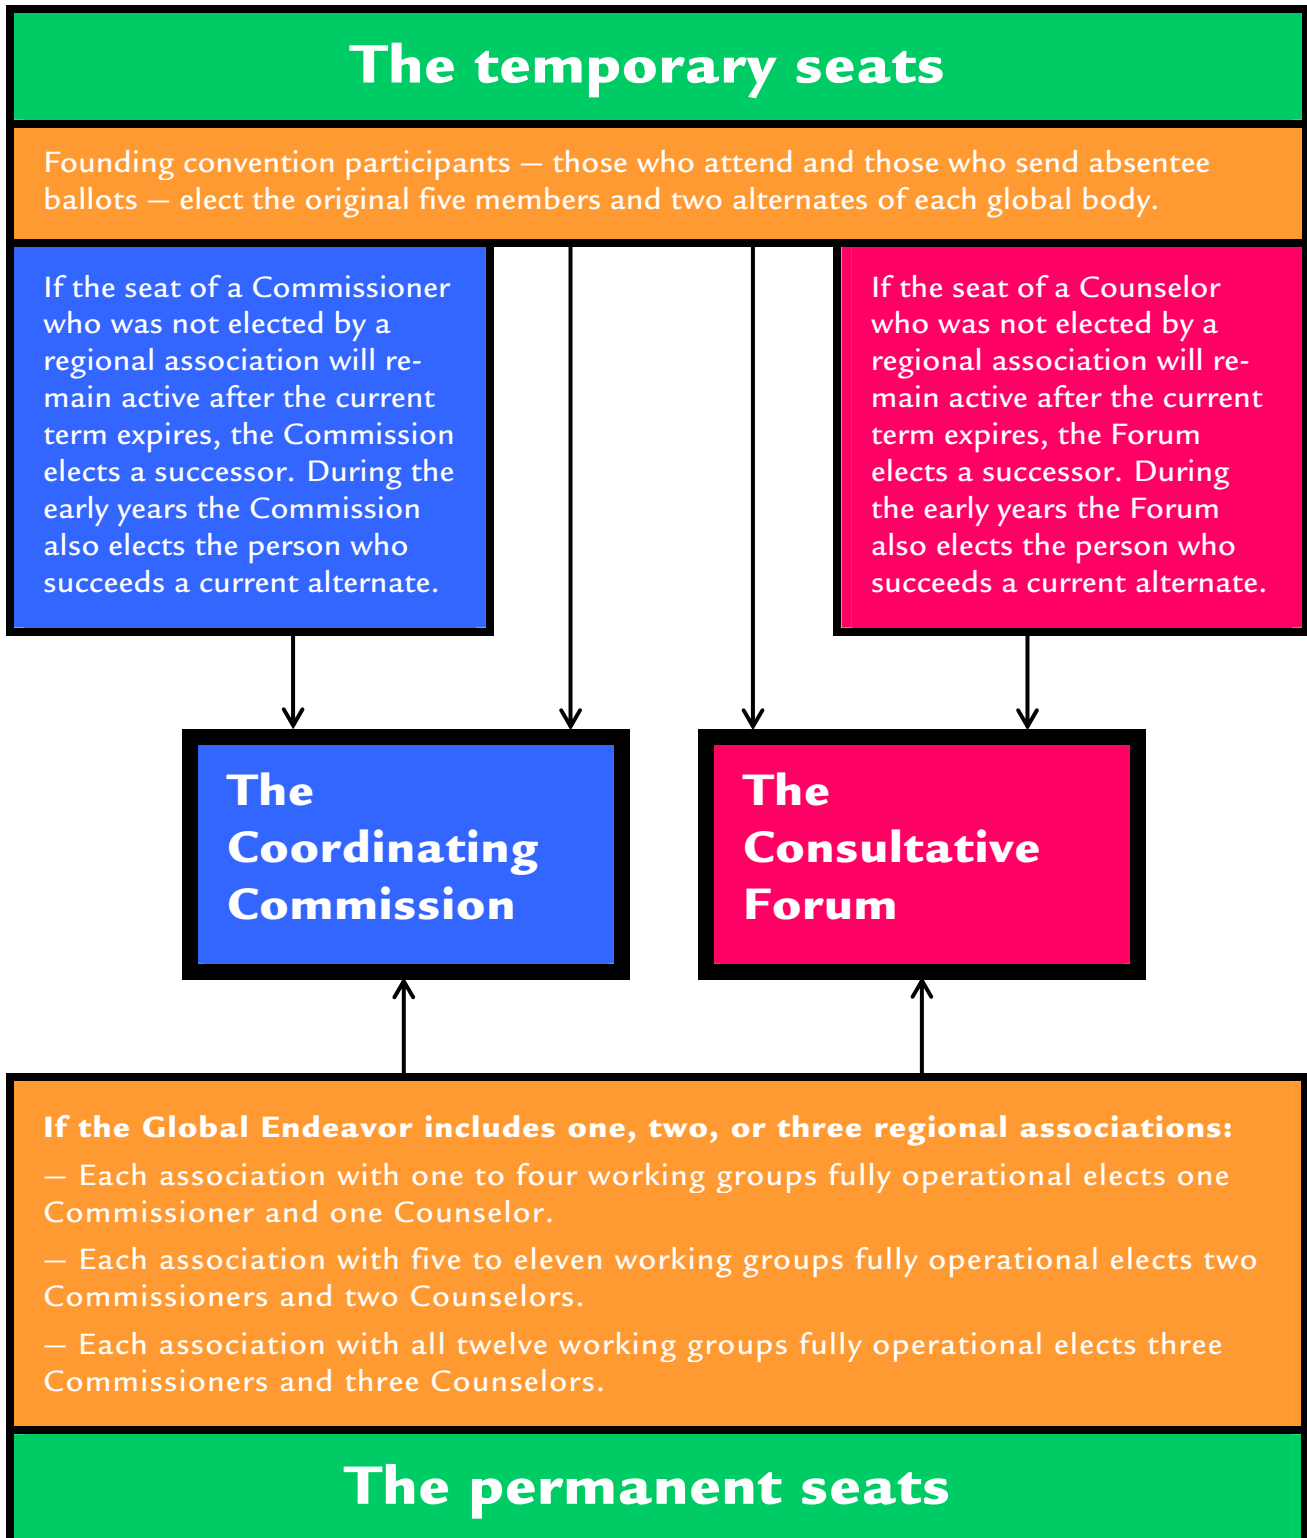 The temporary seats
Founding convention participants — those who attend and those who send absentee
ballots — elect the original five members and two alternates of each global body.
If the seat of a Commissioner
who was not elected by a
regional association will re-
main active after the current
term expires, the Commission
elects a successor. During the
early years the Commission
also elects the person who
succeeds a current alternate.
If the seat of a Counselor
who was not elected by a
regional association will re-
main active after the current
term expires, the Forum
elects a successor. During
the early years the Forum
also elects the person who
succeeds a current alternate.
The
Coordinating
Commission
The
Consultative
Forum
If the Global Endeavor includes one, two, or three regional associations:
— Each association with one to four working groups fully operational elects one
Commissioner and one Counselor.
— Each association with five to eleven working groups fully operational elects two
Commissioners and two Counselors.
— Each association with all twelve working groups fully operational elects three
Commissioners and three Counselors.
The permanent seats